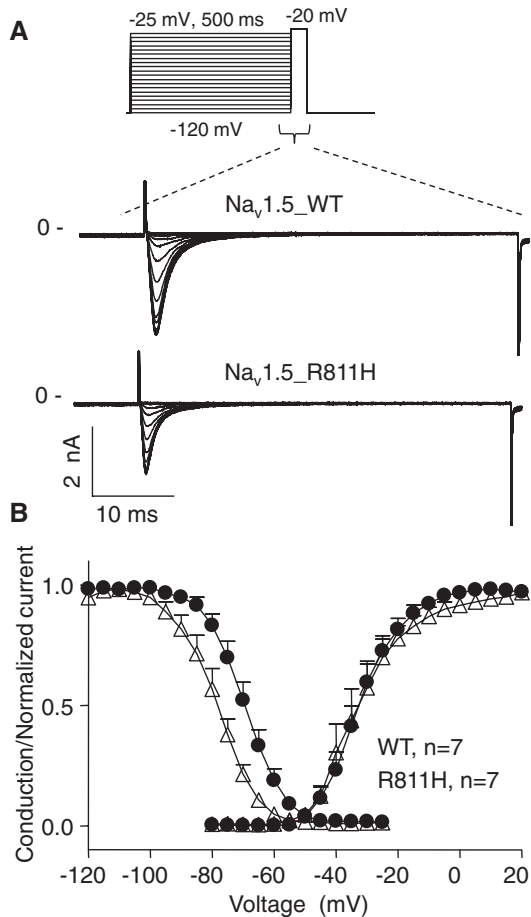 A
-25 mV, 500 ms
-20 mV
-120 mV
Naᵥ1.5_WT
0 -
Naᵥ1.5_R811H
0 -
2 nA
10 ms
B
Conduction/Normalized current
1.0
0.5
0.0
WT, n=7
R811H, n=7
-120 -100 -80 -60 -40 -20 0 20
Voltage (mV)